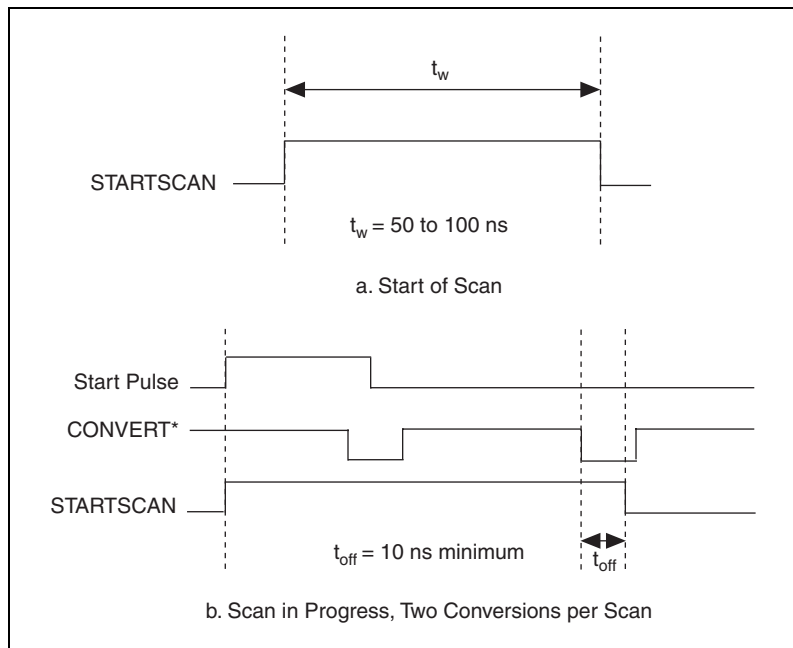 t_w
STARTSCAN
t_w = 50 to 100 ns
a. Start of Scan
Start Pulse
CONVERT*
STARTSCAN
t_off = 10 ns minimum
t_off
b. Scan in Progress, Two Conversions per Scan